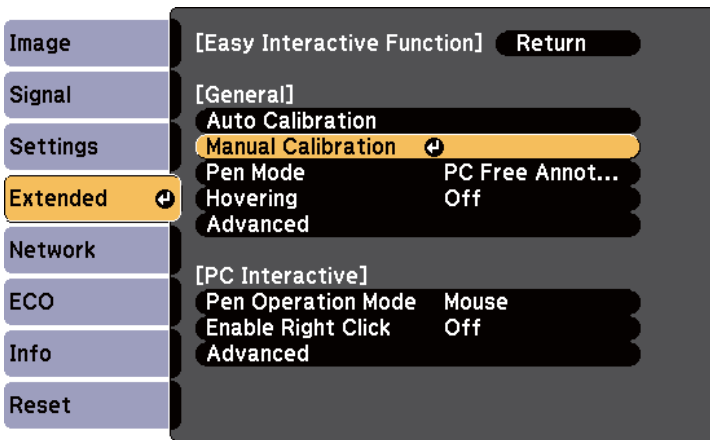 Image
Signal
Settings
Extended
Network
ECO
Info
Reset
[Easy Interactive Function] Return
[General]
Auto Calibration
Manual Calibration
Pen Mode PC Free Annot...
Hovering Off
Advanced
[PC Interactive]
Pen Operation Mode Mouse
Enable Right Click Off
Advanced